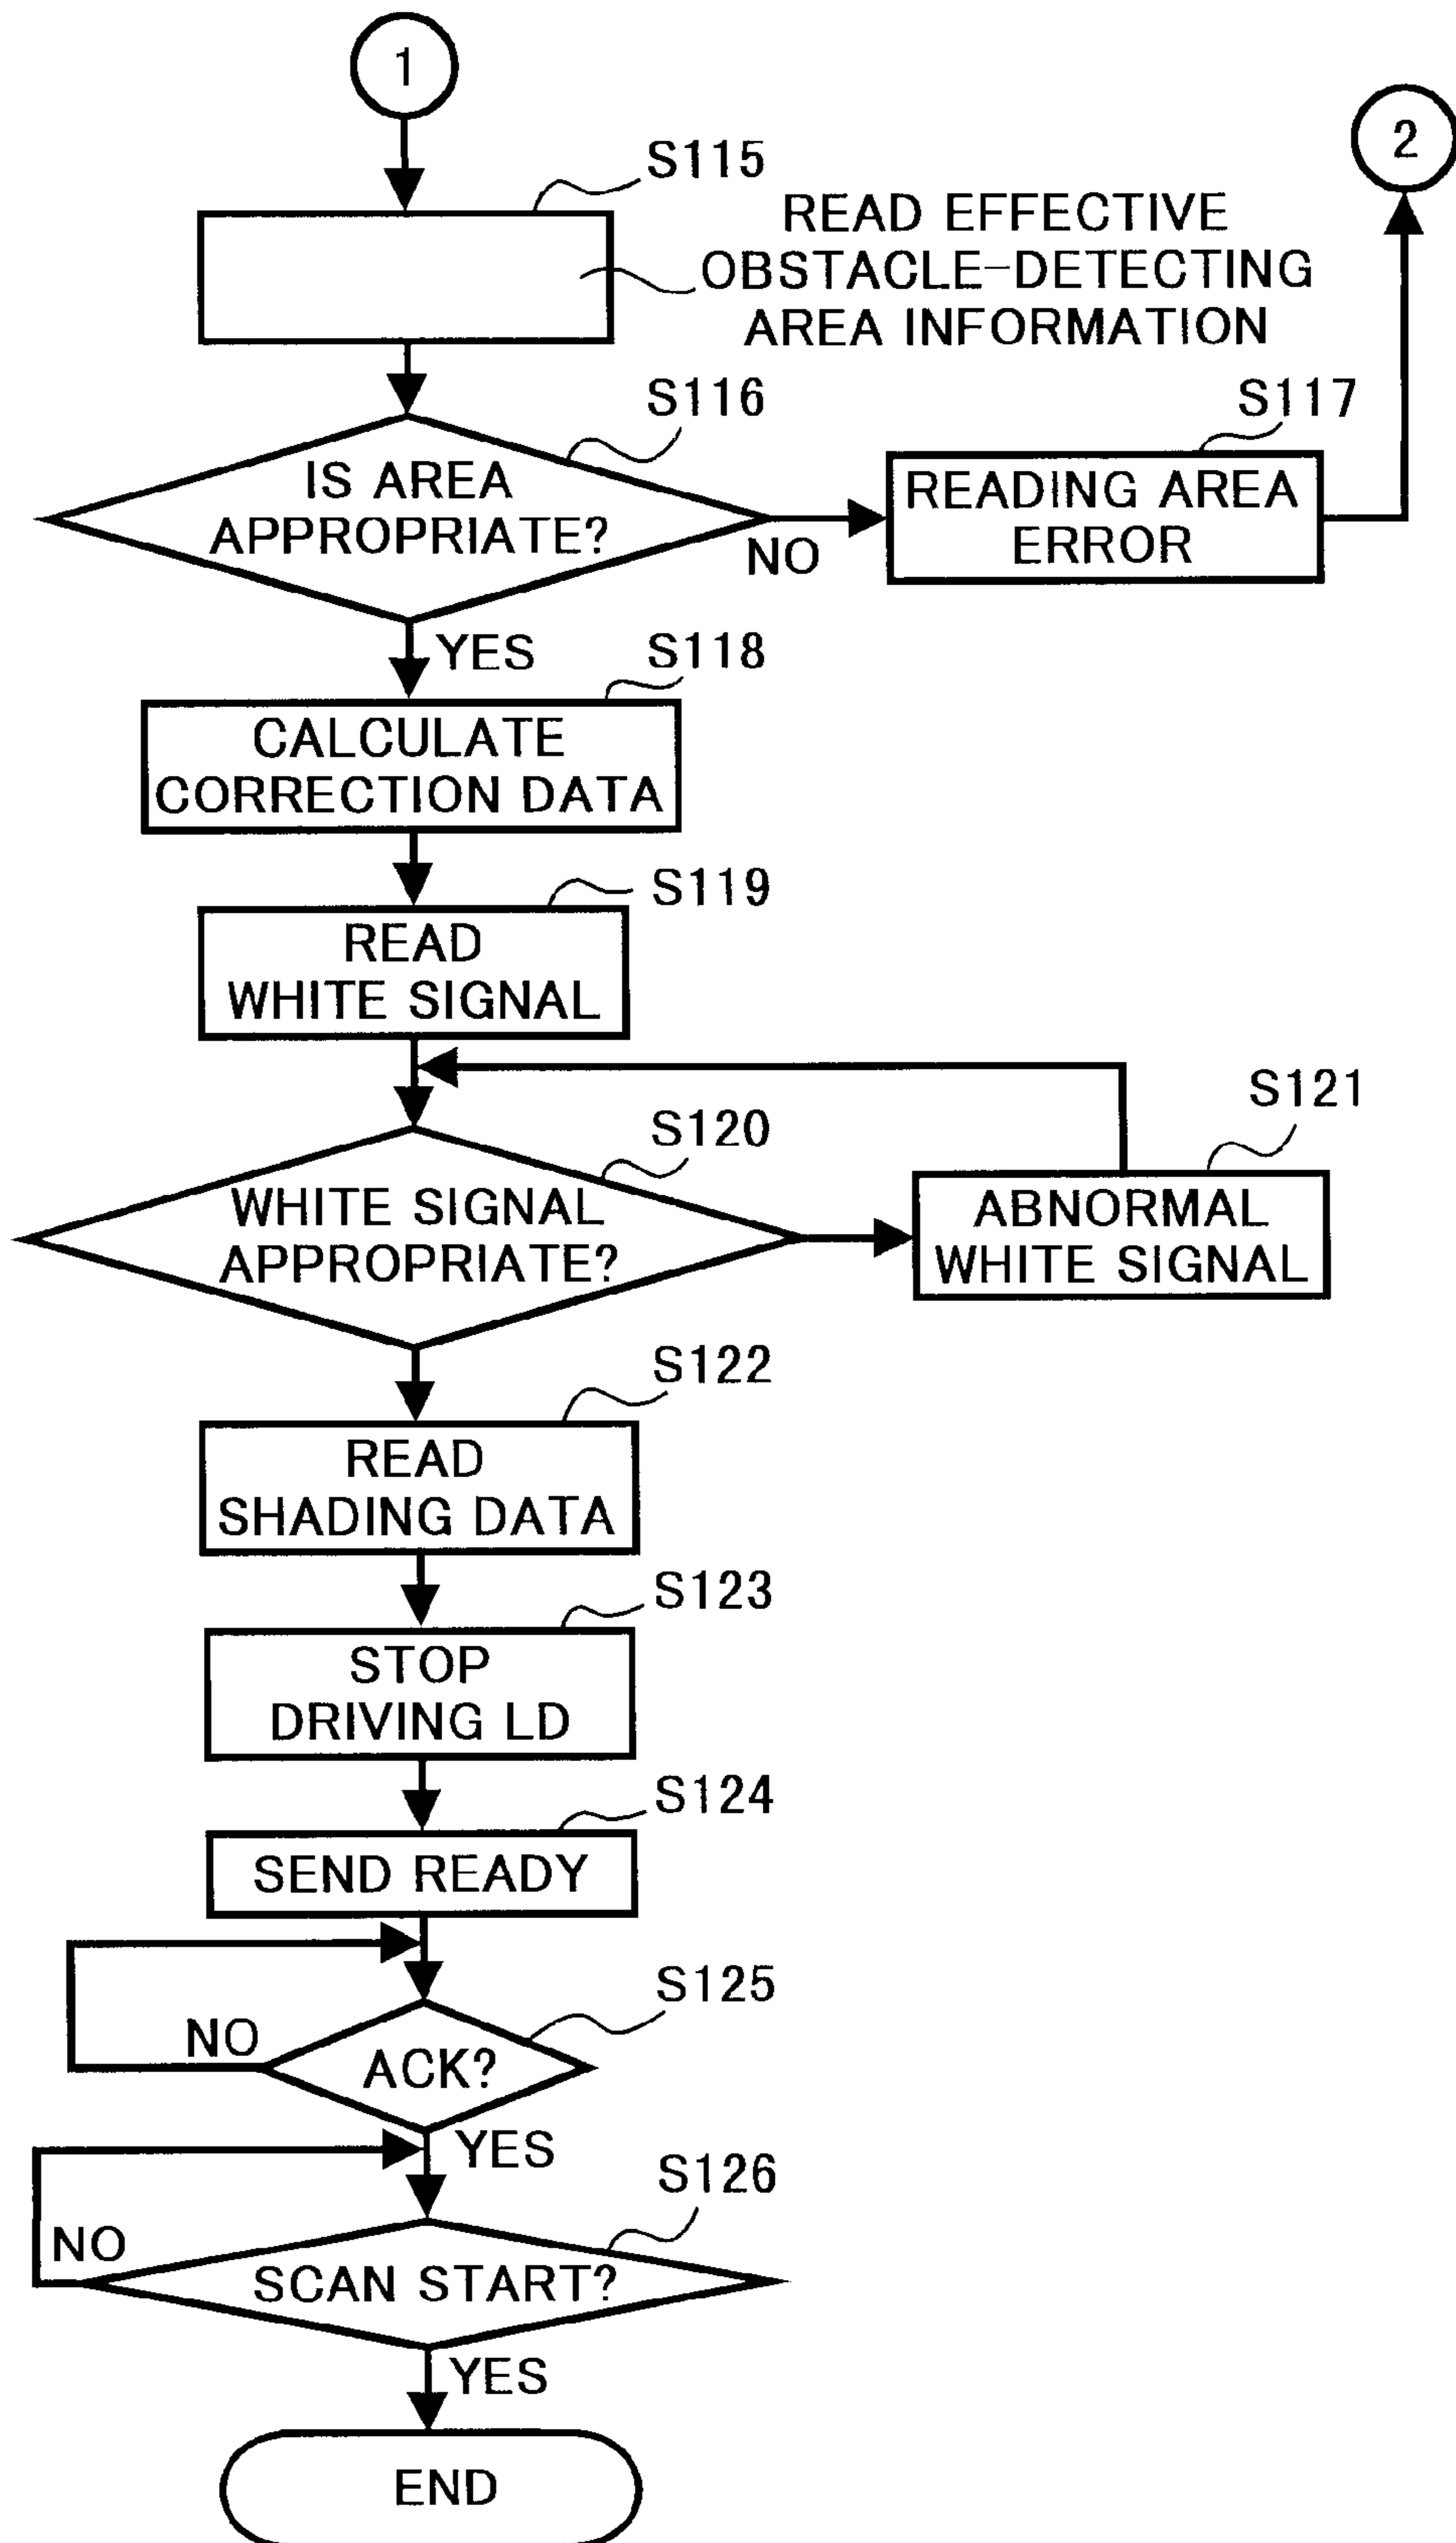 1
2
S115
READ EFFECTIVE
OBSTACLE-DETECTING
AREA INFORMATION
S116
S117
IS AREA
APPROPRIATE?
NO
READING AREA
ERROR
YES
S118
CALCULATE
CORRECTION DATA
S119
READ
WHITE SIGNAL
S120
S121
WHITE SIGNAL
APPROPRIATE?
ABNORMAL
WHITE SIGNAL
S122
READ
SHADING DATA
S123
STOP
DRIVING LD
S124
SEND READY
S125
NO
ACK?
YES
S126
NO
SCAN START?
YES
END